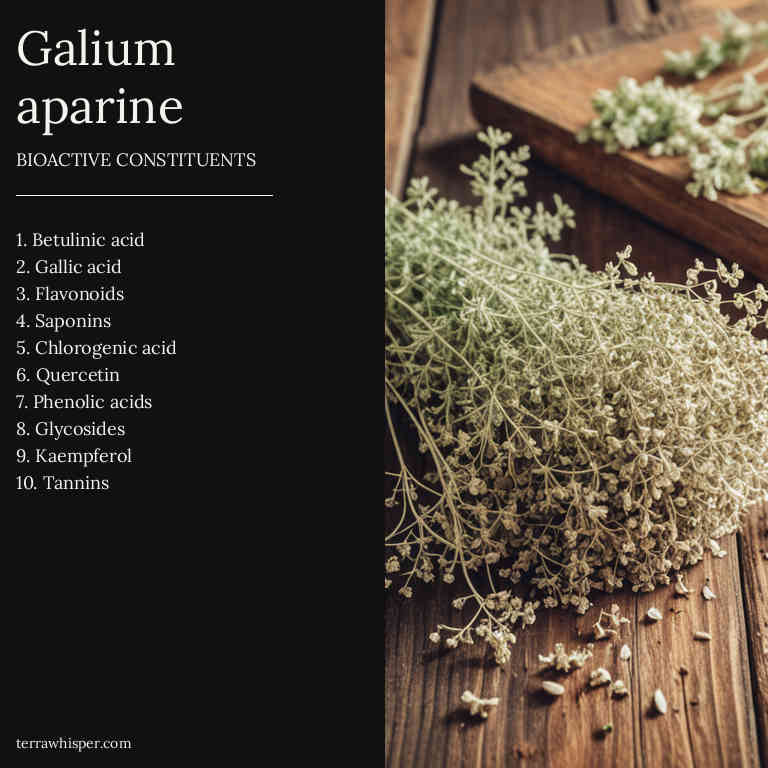 Galium
aparine
BIOACTIVE CONSTITUENTS
1. Betulinic acid
2. Gallic acid
3. Flavonoids
4. Saponins
5. Chlorogenic acid
6. Quercetin
7. Phenolic acids
8. Glycosides
9. Kaempferol
10. Tannins
terrawhisper.com